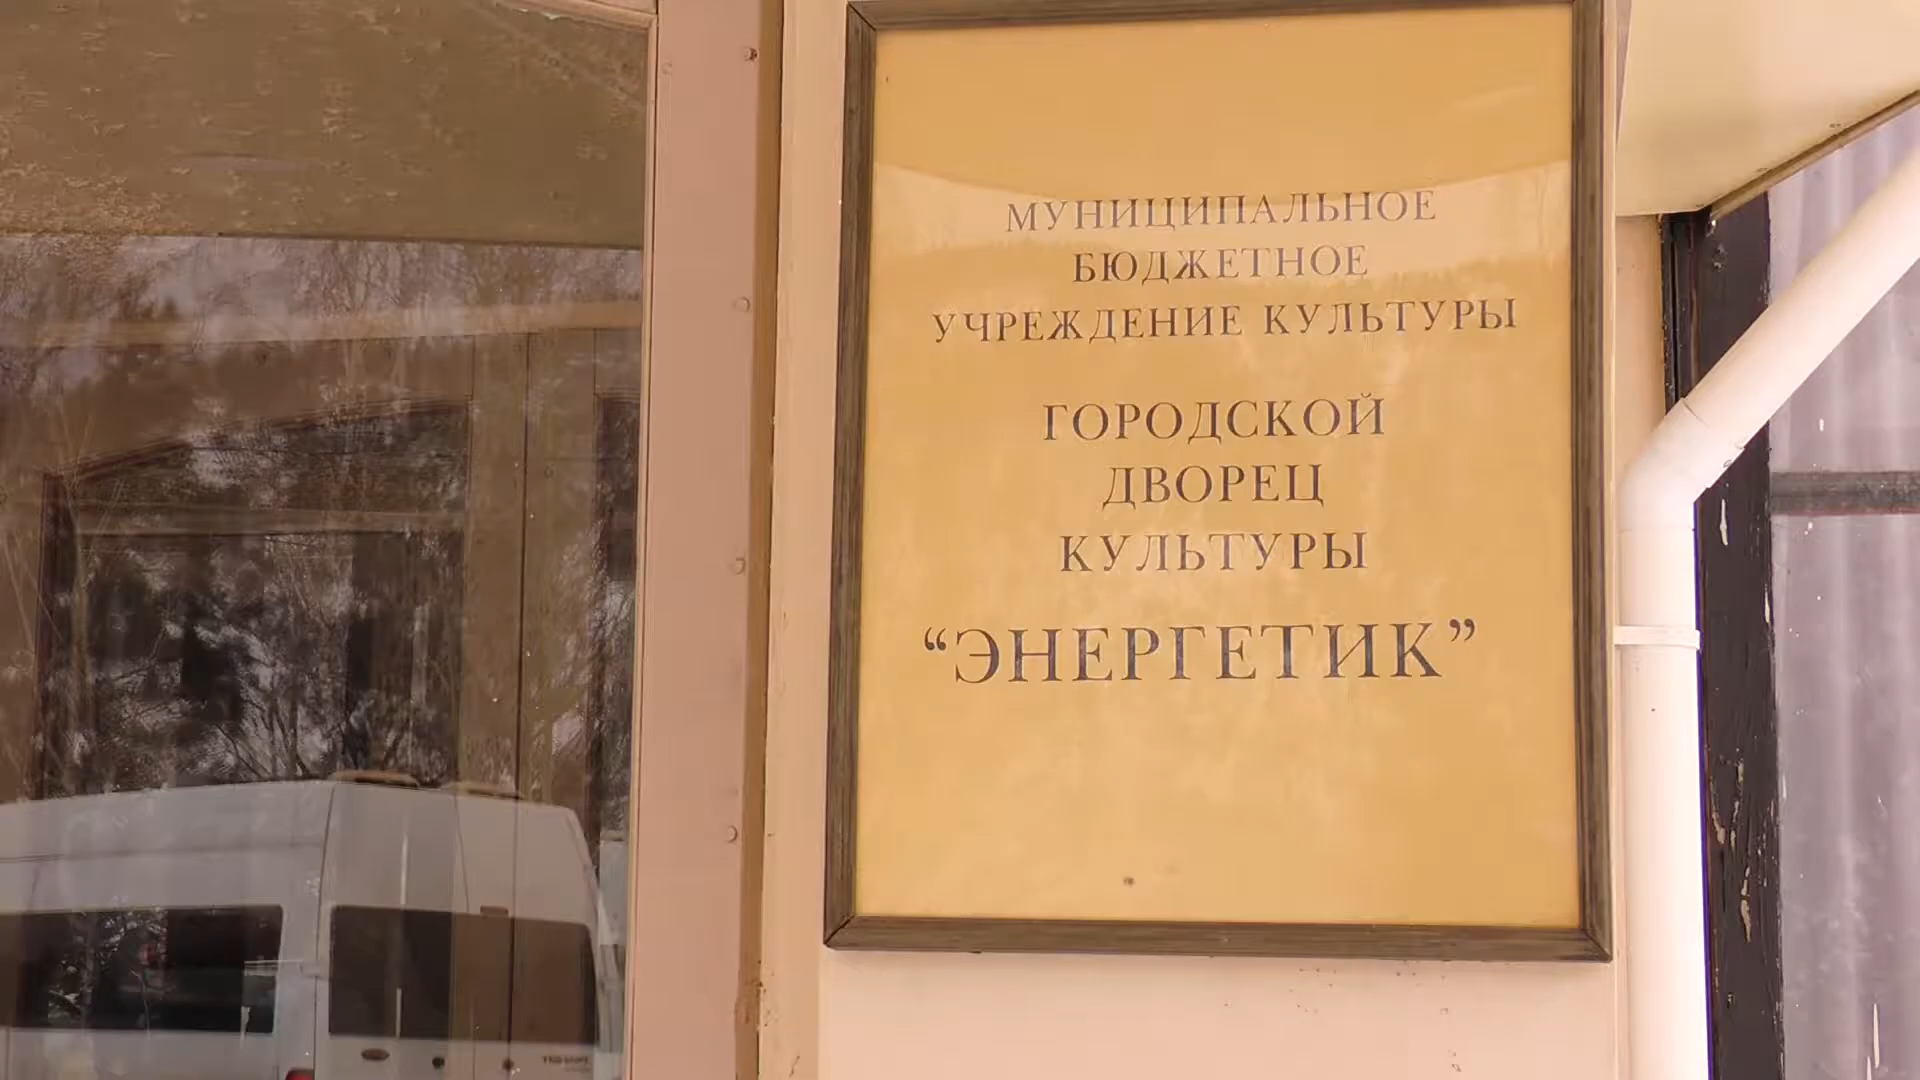 МУНИЦИПАЛЬНОЕ
БЮДЖЕТНОЕ
УЧРЕЖДЕНИЕ КУЛЬТУРЫ
ГОРОДСКОЙ
ДВОРЕЦ
КУЛЬТУРЫ
“ЭНЕРГЕТИК”